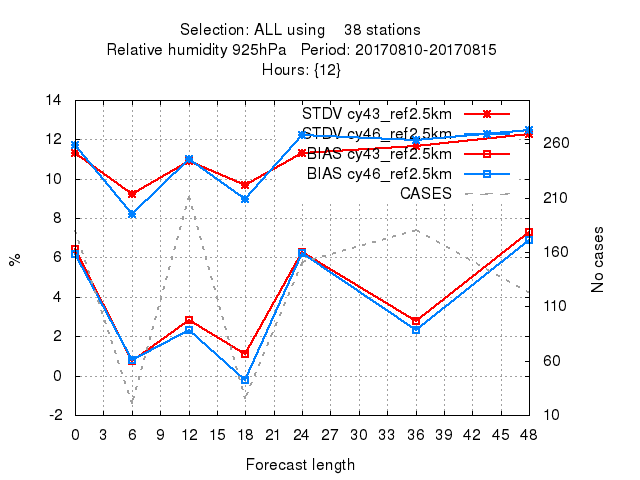 Selection: ALL using 38 stations
Relative humidity 925hPa Period: 20170810-20170815
Hours: {12}
14
12
10
8
6
4
2
0
-2
%
STDV cy43_ref2.5km
STDV cy46_ref2.5km
BIAS cy43_ref2.5km
BIAS cy46_ref2.5km
CASES
260
210
160
110
60
10
No cases
0 3 6 9 12 15 18 21 24 27 30 33 36 39 42 45 48
Forecast length